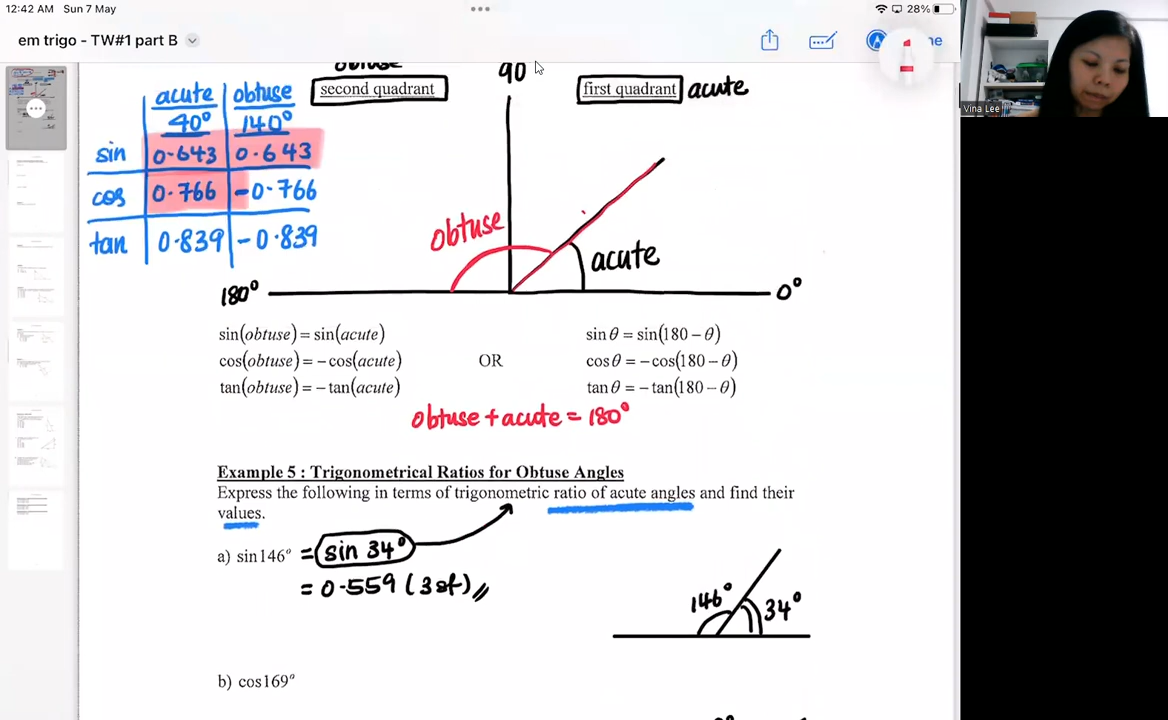 12:42 AM Sun 7 May
28%
em trigo - TW#1 part B
Vina Lee
obtuse
90
second quadrant
first quadrant acute
acute obtuse
40° 140°
sin 0.643 0.643
cos 0.766 -0.766
tan 0.839 -0.839
obtuse
acute
180° 0°
sin(obtuse) = sin(acute) sin θ = sin(180 − θ)
cos(obtuse) = −cos(acute) OR cos θ = −cos(180 − θ)
tan(obtuse) = −tan(acute) tan θ = −tan(180 − θ)
obtuse + acute = 180°
Example 5 : Trigonometrical Ratios for Obtuse Angles
Express the following in terms of trigonometric ratio of acute angles and find their
values.
a) sin146° = sin 34°
= 0.559 (3sf)
146° 34°
b) cos169°